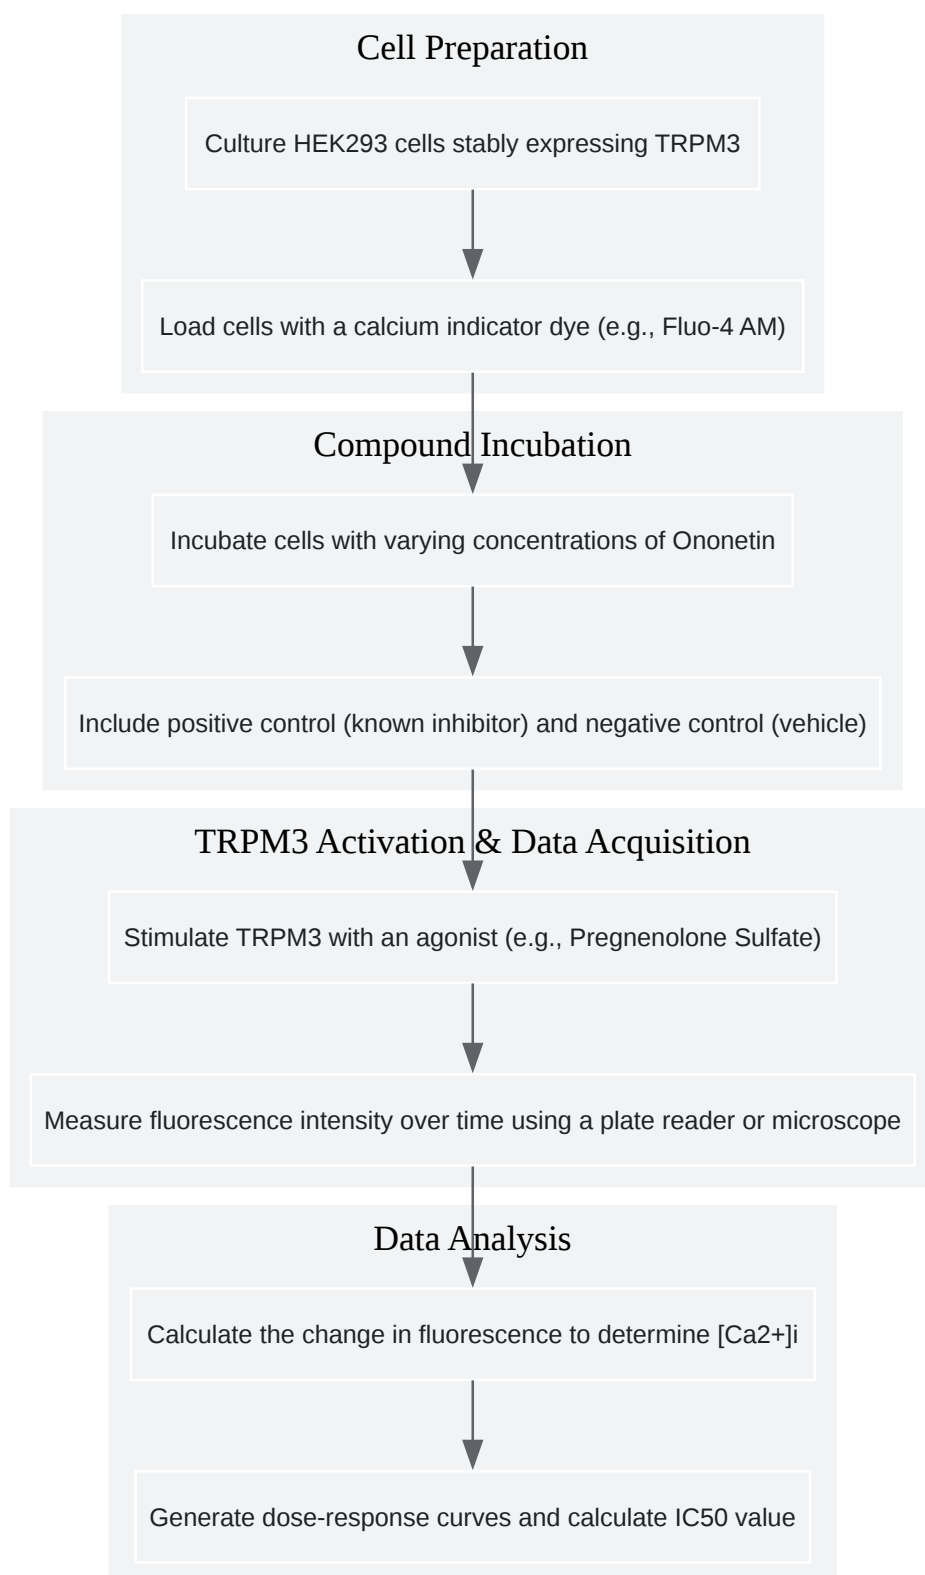 Cell Preparation
Culture HEK293 cells stably expressing TRPM3
Load cells with a calcium indicator dye (e.g., Fluo-4 AM)
Compound Incubation
Incubate cells with varying concentrations of Ononetin
Include positive control (known inhibitor) and negative control (vehicle)
TRPM3 Activation & Data Acquisition
Stimulate TRPM3 with an agonist (e.g., Pregnenolone Sulfate)
Measure fluorescence intensity over time using a plate reader or microscope
Data Analysis
Calculate the change in fluorescence to determine [Ca2+]i
Generate dose-response curves and calculate IC50 value